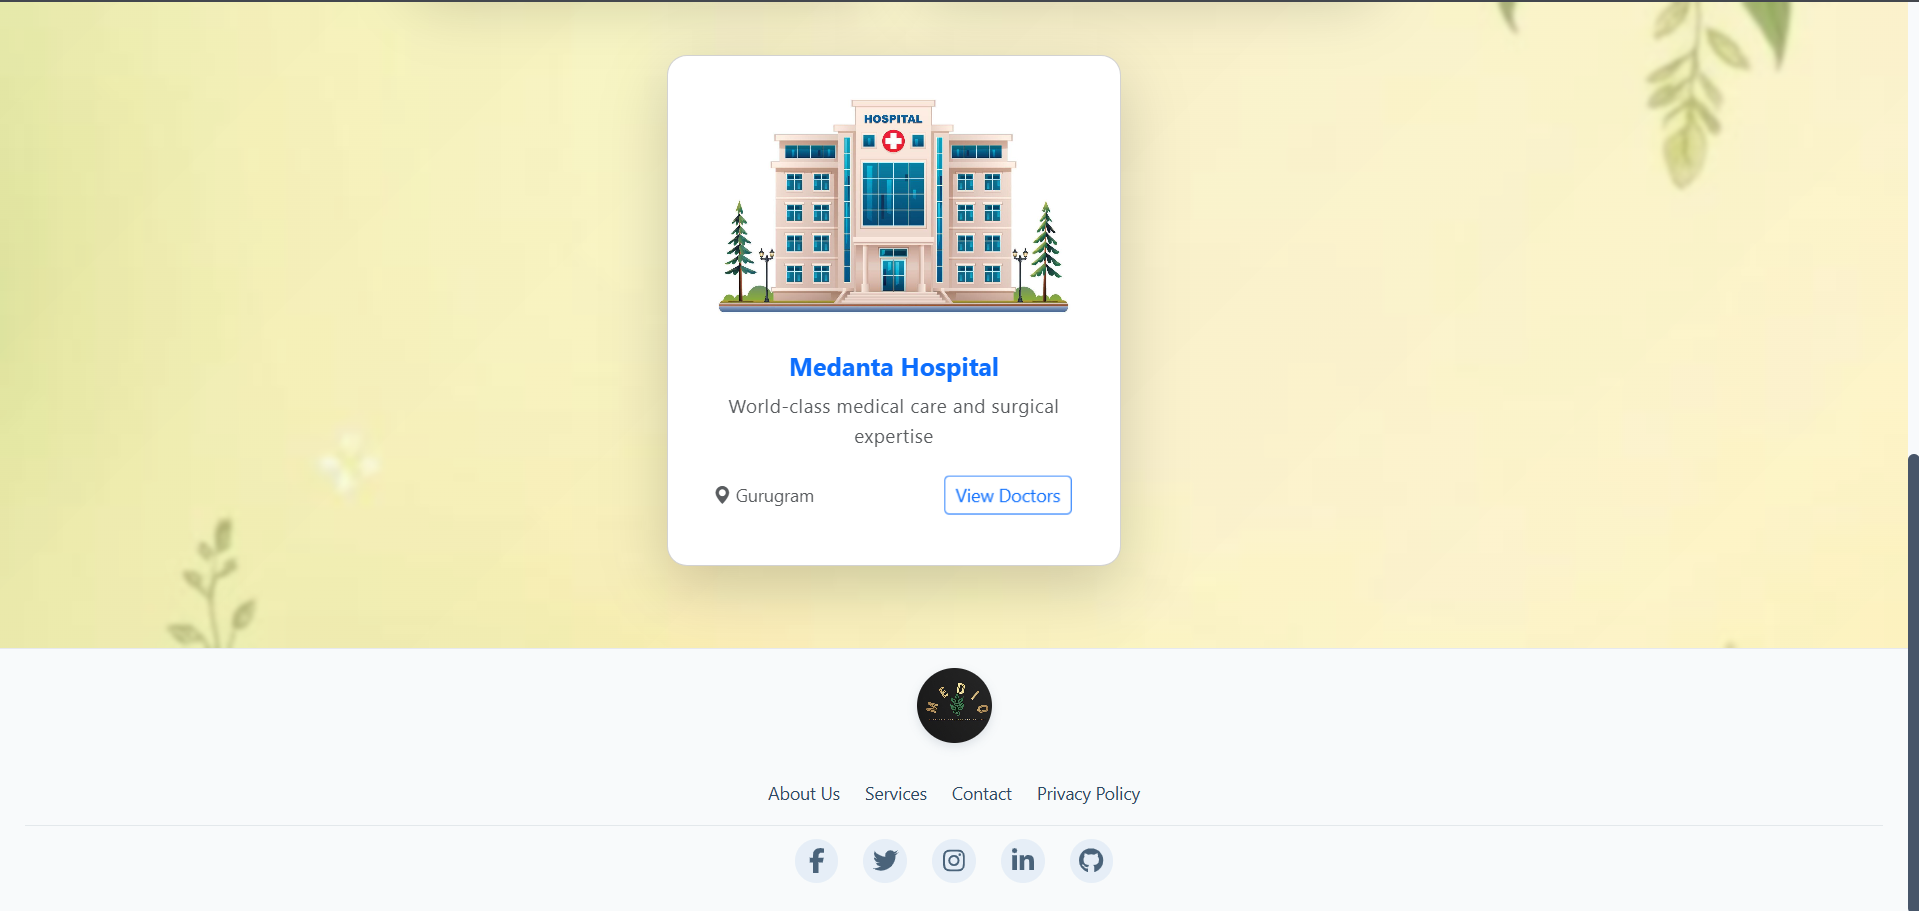 HOSPITAL
Medanta Hospital
World-class medical care and surgical
expertise
Gurugram
View Doctors
MEDIQ
About Us
Services
Contact
Privacy Policy